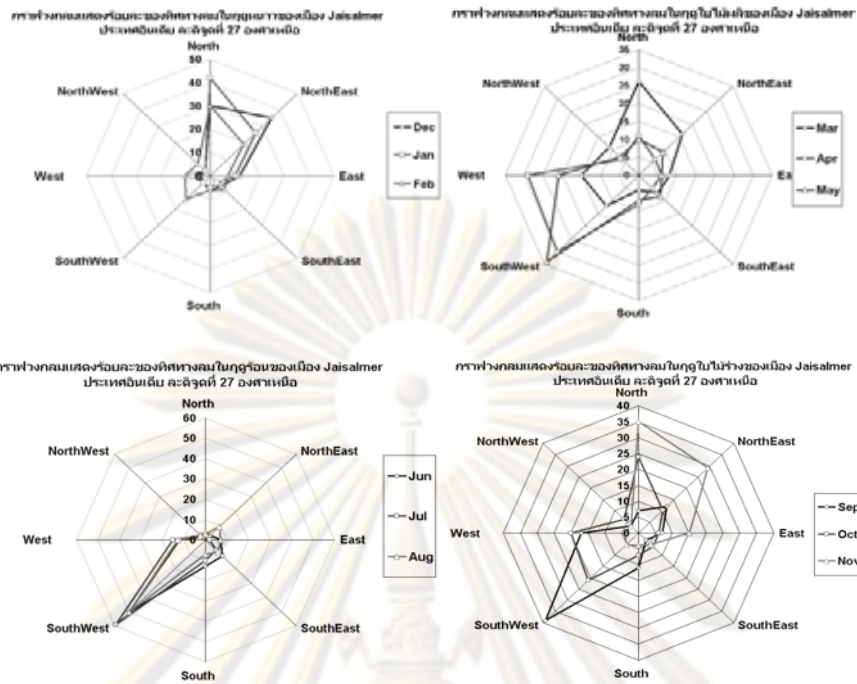 กราฟวงกลมแสดงร้อยละของทิศทางลมในฤดูหนาวของเมือง Jaisalmer
ประเทศอินเดีย ละติจูดที่ 27 องศาเหนือ
North
50
40
30
20
10
0
NorthWest
NorthEast
West
East
SouthWest
SouthEast
South
Dec
Jan
Feb
กราฟวงกลมแสดงร้อยละของทิศทางลมในฤดูใบไม้ผลิของเมือง Jaisalmer
ประเทศอินเดีย ละติจูดที่ 27 องศาเหนือ
North
35
30
25
20
15
10
5
0
NorthWest
NorthEast
West
Ea
SouthWest
SouthEast
South
Mar
Apr
May
กราฟวงกลมแสดงร้อยละของทิศทางลมในฤดูร้อนของเมือง Jaisalmer
ประเทศอินเดีย ละติจูดที่ 27 องศาเหนือ
North
60
50
40
30
20
10
0
NorthWest
NorthEast
West
East
SouthWest
SouthEast
South
Jun
Jul
Aug
กราฟวงกลมแสดงร้อยละของทิศทางลมในฤดูใบไม้ร่วงของเมือง Jaisalmer
ประเทศอินเดีย ละติจูดที่ 27 องศาเหนือ
North
40
35
30
25
20
15
10
5
0
NorthWest
NorthEast
West
East
SouthWest
SouthEast
South
Sep
Oct
Nov